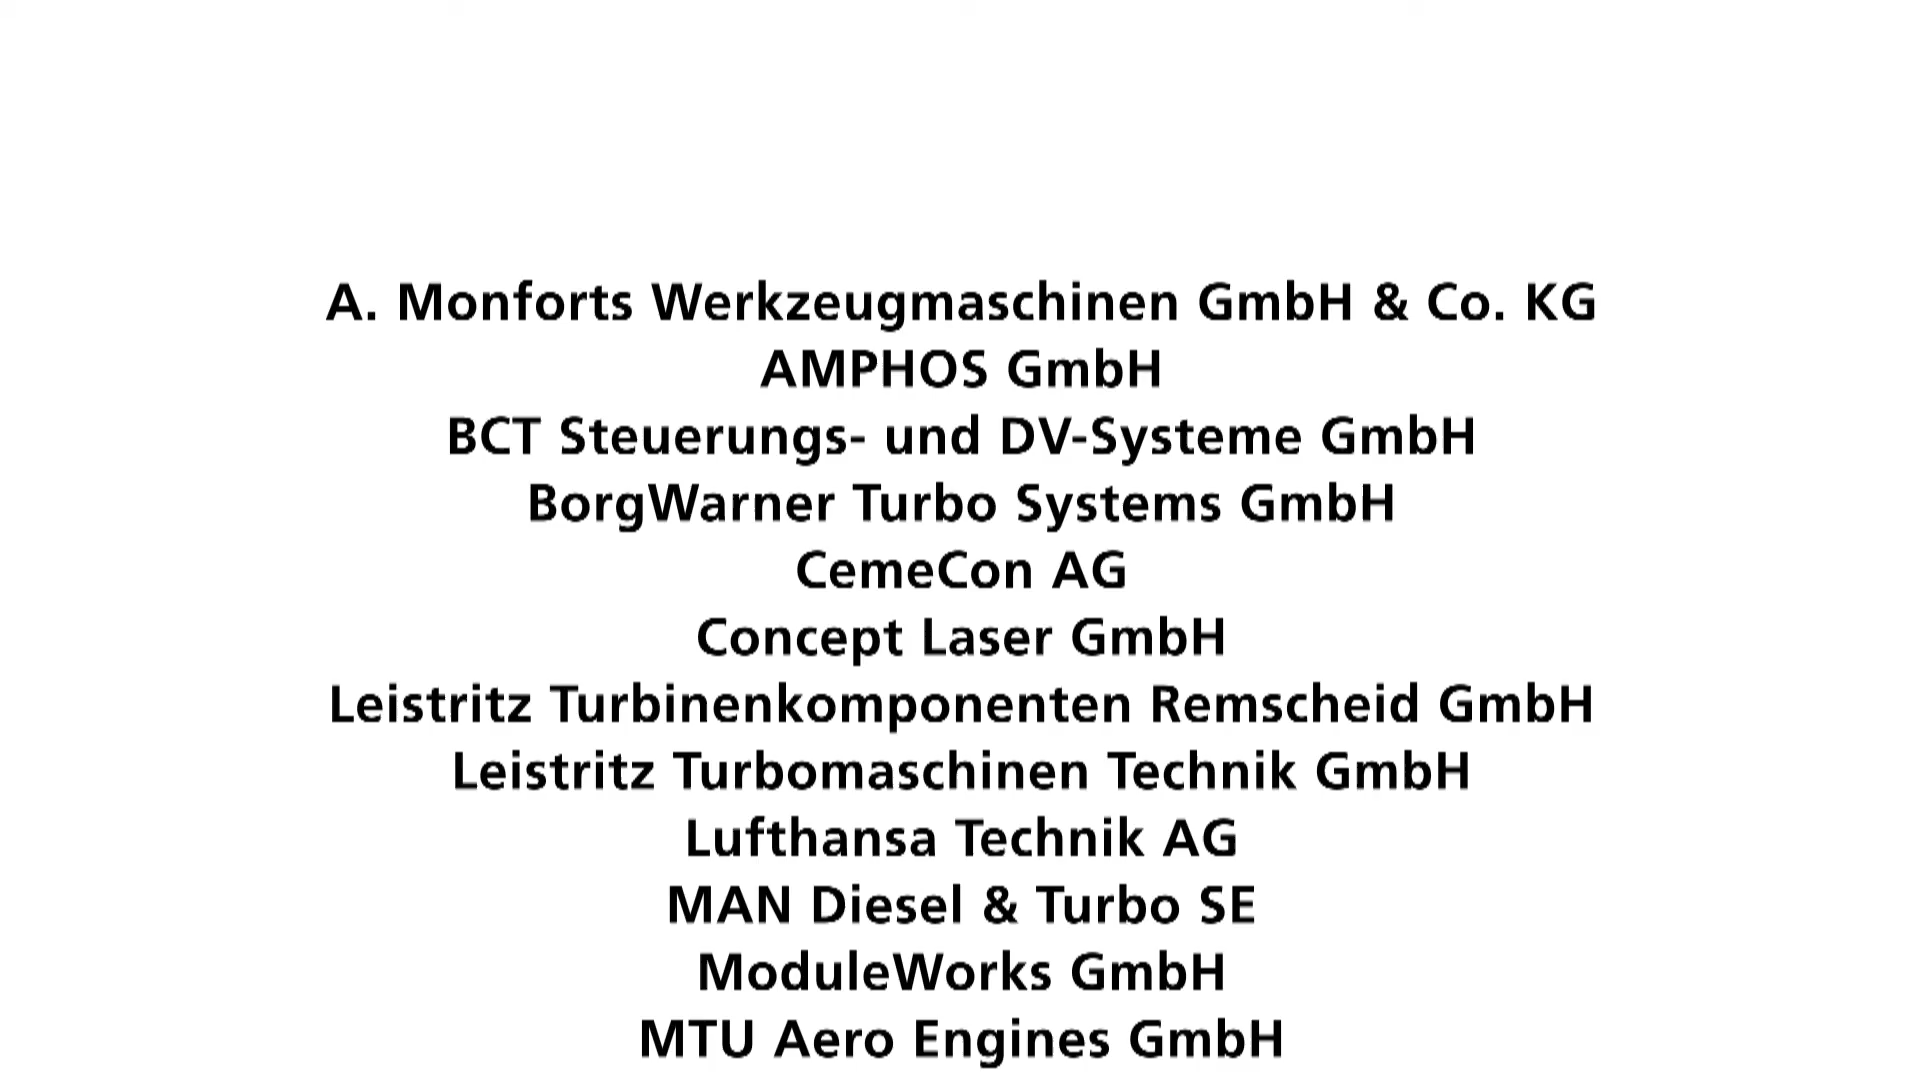 A. Monforts Werkzeugmaschinen GmbH & Co. KG
AMPHOS GmbH
BCT Steuerungs- und DV-Systeme GmbH
BorgWarner Turbo Systems GmbH
CemeCon AG
Concept Laser GmbH
Leistritz Turbinenkomponenten Remscheid GmbH
Leistritz Turbomaschinen Technik GmbH
Lufthansa Technik AG
MAN Diesel & Turbo SE
ModuleWorks GmbH
MTU Aero Engines GmbH